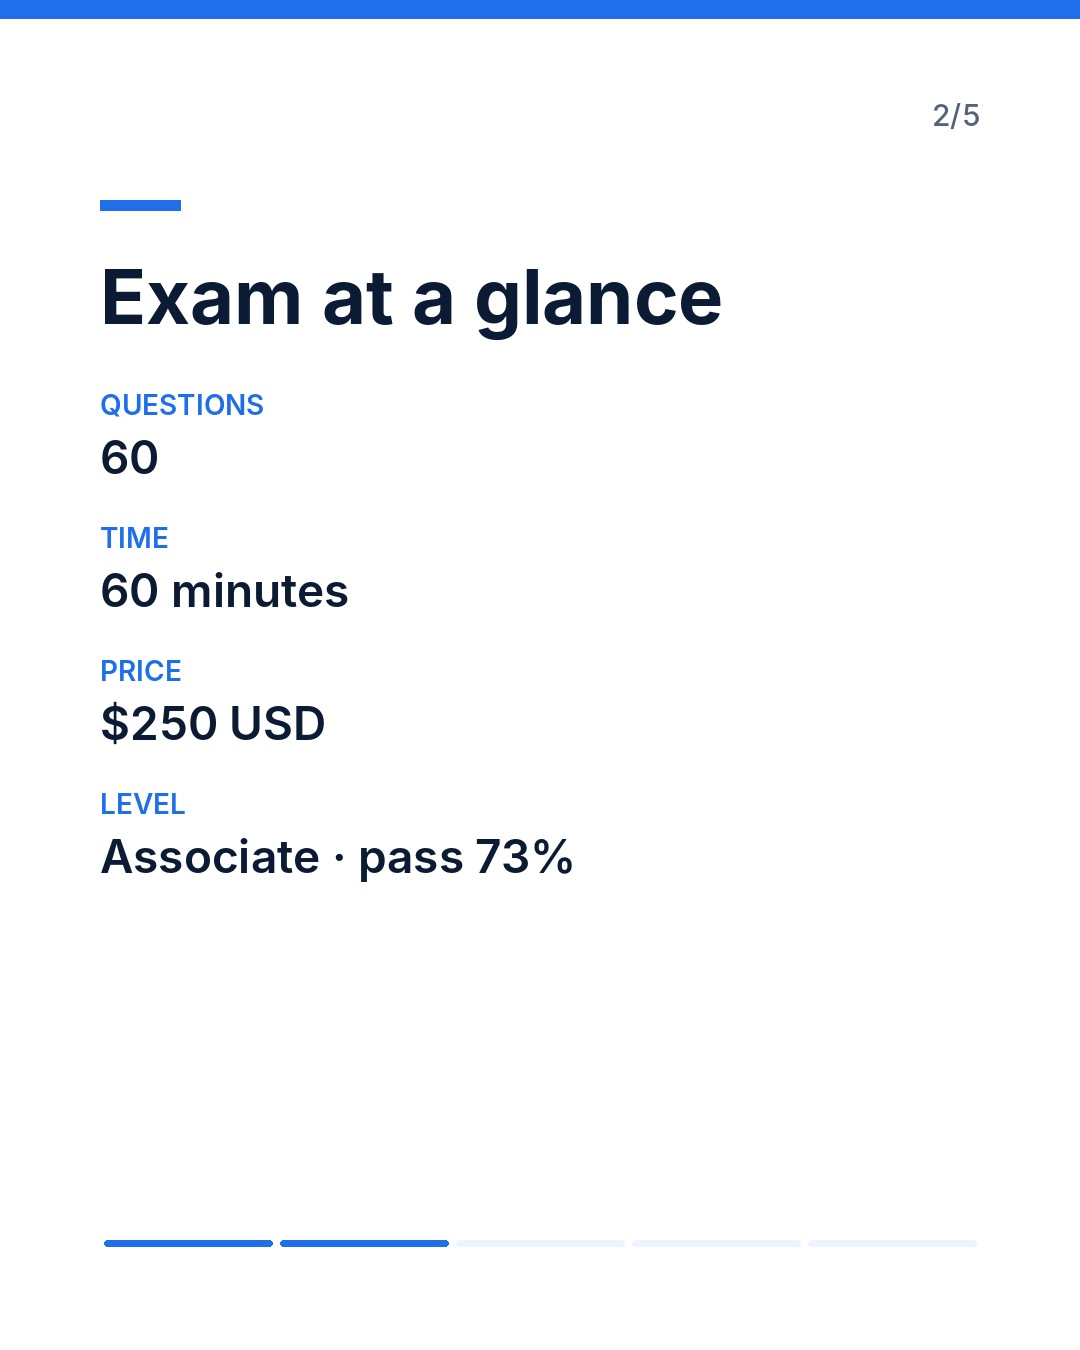 2/5
Exam at a glance
QUESTIONS
60
TIME
60 minutes
PRICE
$250 USD
LEVEL
Associate · pass 73%